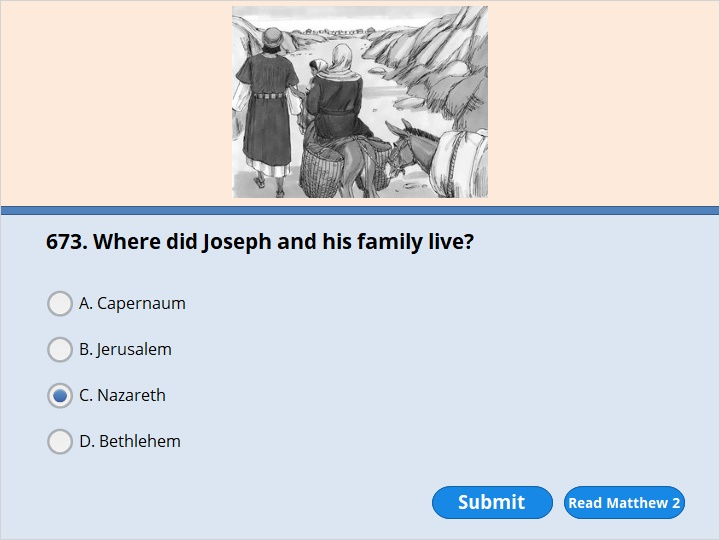 673. Where did Joseph and his family live?
A. Capernaum
B. Jerusalem
C. Nazareth
D. Bethlehem
Submit
Read Matthew 2